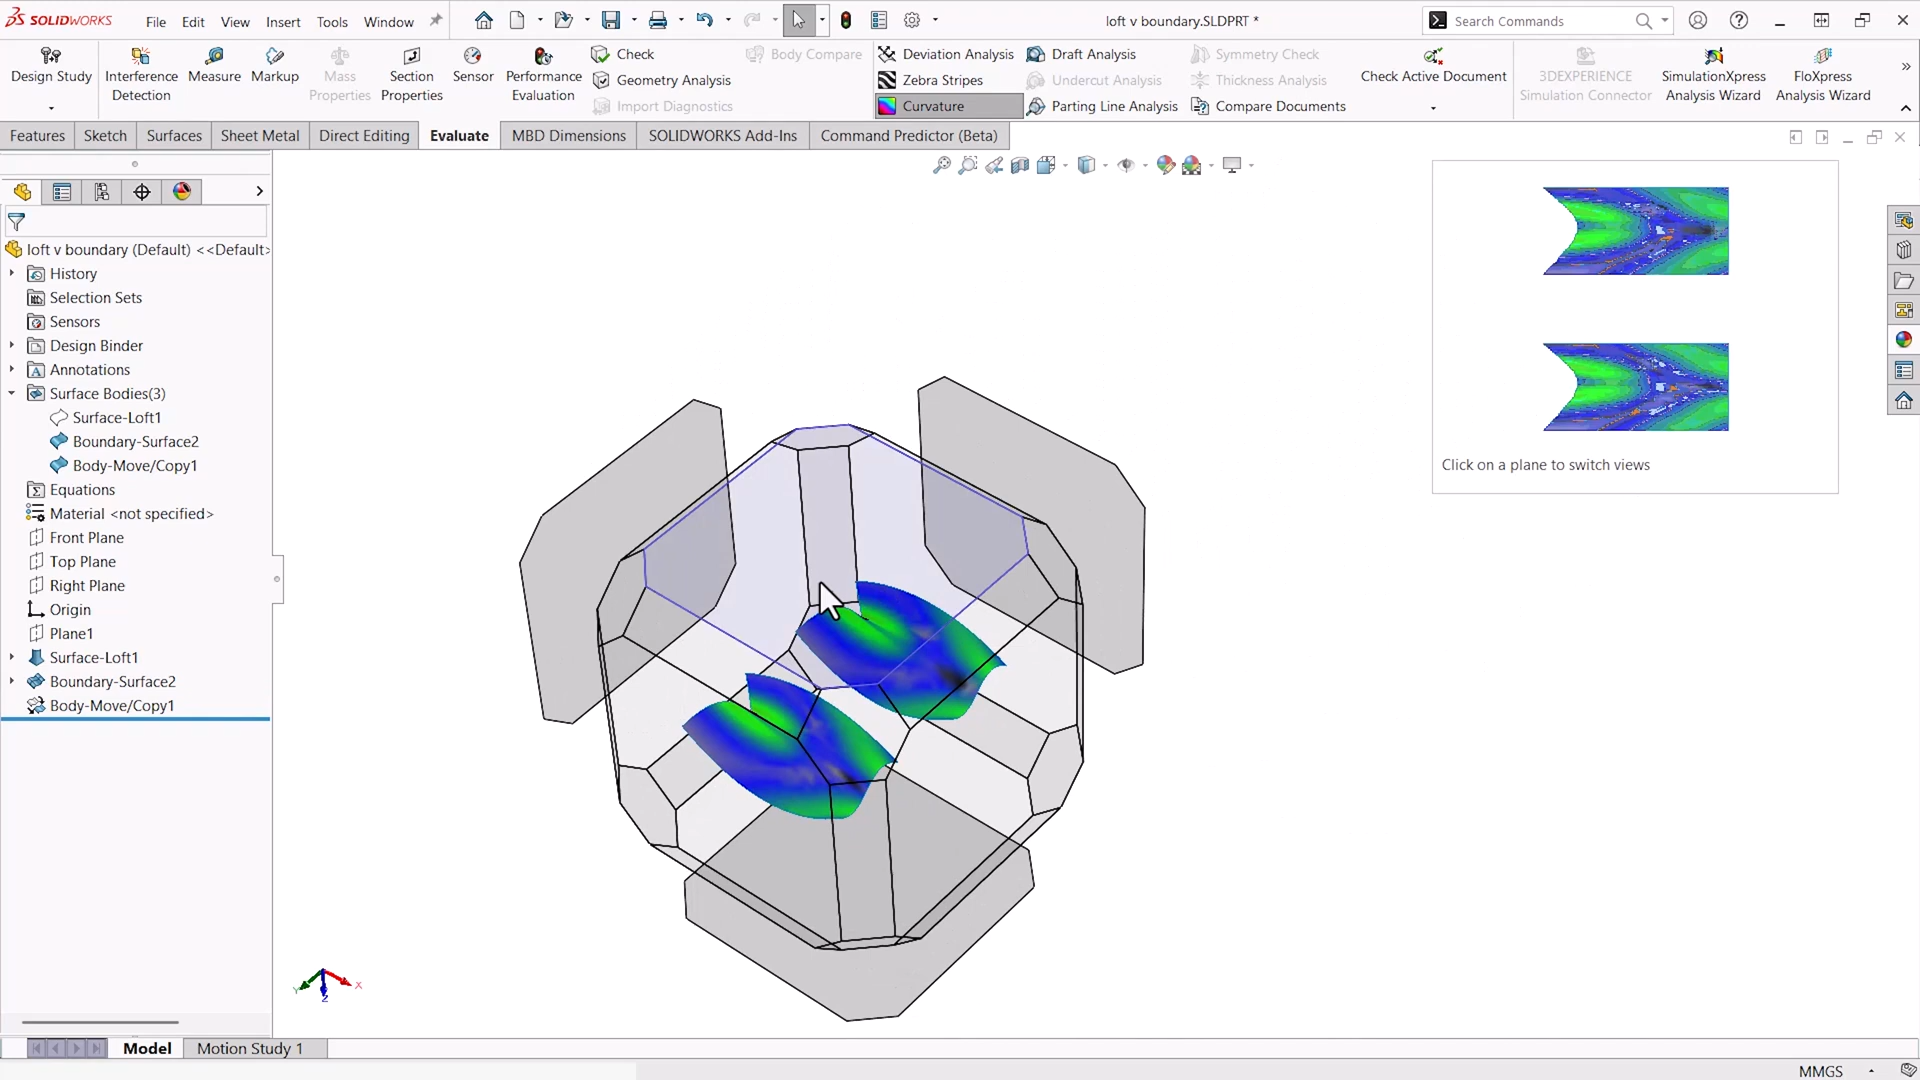 SOLIDWORKS File Edit View Insert Tools Window loft v boundary.SLDPRT * Search Commands
Design Study
Interference Detection
Measure
Markup
Mass Properties
Section Properties
Sensor
Performance Evaluation
Check
Geometry Analysis
Import Diagnostics
Body Compare
Deviation Analysis
Zebra Stripes
Curvature
Draft Analysis
Undercut Analysis
Parting Line Analysis
Symmetry Check
Thickness Analysis
Compare Documents
Check Active Document
3DEXPERIENCE Simulation Connector
SimulationXpress Analysis Wizard
FloXpress Analysis Wizard
Features Sketch Surfaces Sheet Metal Direct Editing Evaluate MBD Dimensions SOLIDWORKS Add-Ins Command Predictor (Beta)
loft v boundary (Default) <<Default>
History
Selection Sets
Sensors
Design Binder
Annotations
Surface Bodies(3)
Surface-Loft1
Boundary-Surface2
Body-Move/Copy1
Equations
Material <not specified>
Front Plane
Top Plane
Right Plane
Origin
Plane1
Surface-Loft1
Boundary-Surface2
Body-Move/Copy1
Click on a plane to switch views
Y X
Z
Model Motion Study 1
MMGS